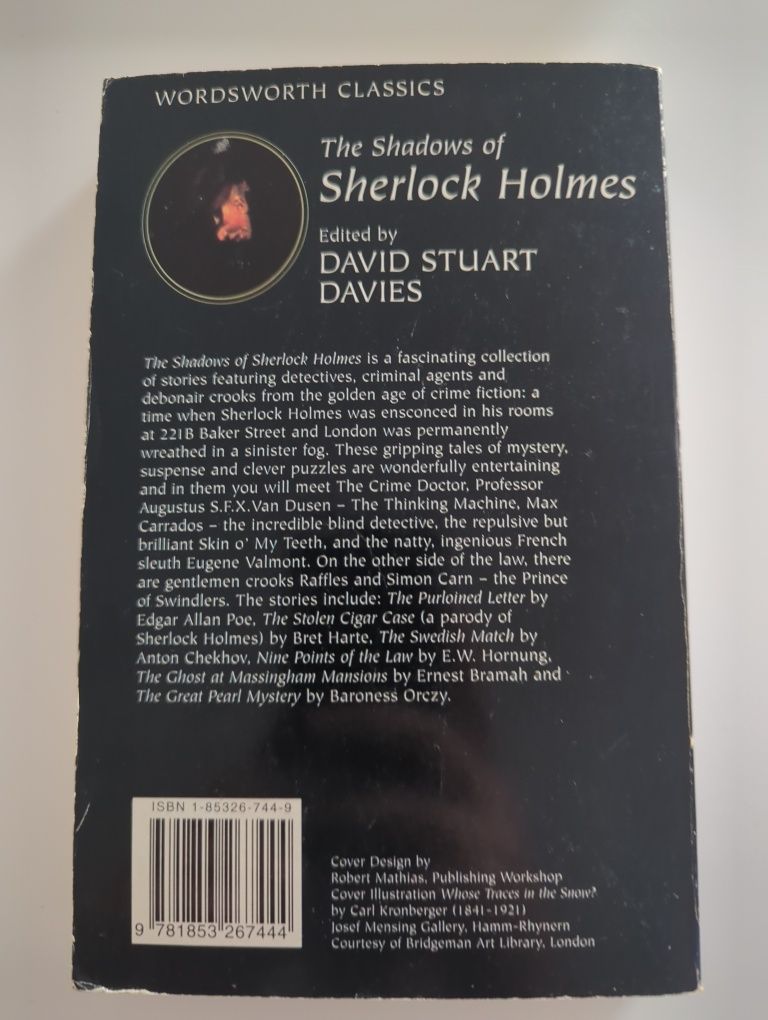 WORDSWORTH CLASSICS
The Shadows of
Sherlock Holmes
Edited by
DAVID STUART
DAVIES
The Shadows of Sherlock Holmes is a fascinating collection
of stories featuring detectives, criminal agents and
debonair crooks from the golden age of crime fiction: a
time when Sherlock Holmes was ensconced in his rooms
at 221B Baker Street and London was permanently
wreathed in a sinister fog. These gripping tales of mystery,
suspense and clever puzzles are wonderfully entertaining
and in them you will meet The Crime Doctor, Professor
Augustus S.F.X. Van Dusen – The Thinking Machine, Max
Carrados – the incredible blind detective, the repulsive but
brilliant Skin o' My Teeth, and the natty, ingenious French
sleuth Eugene Valmont. On the other side of the law, there
are gentlemen crooks Raffles and Simon Carn – the Prince
of Swindlers. The stories include: The Purloined Letter by
Edgar Allan Poe, The Stolen Cigar Case (a parody of
Sherlock Holmes) by Bret Harte, The Swedish Match by
Anton Chekhov, Nine Points of the Law by E.W. Hornung,
The Ghost at Massingham Mansions by Ernest Bramah and
The Great Pearl Mystery by Baroness Orczy.
ISBN 1-85326-744-9
9 781853 267444
Cover Design by
Robert Mathias, Publishing Workshop
Cover Illustration Whose Traces in the Snow?
by Carl Kronberger (1841-1921)
Josef Mensing Gallery, Hamm-Rhynern
Courtesy of Bridgeman Art Library, London